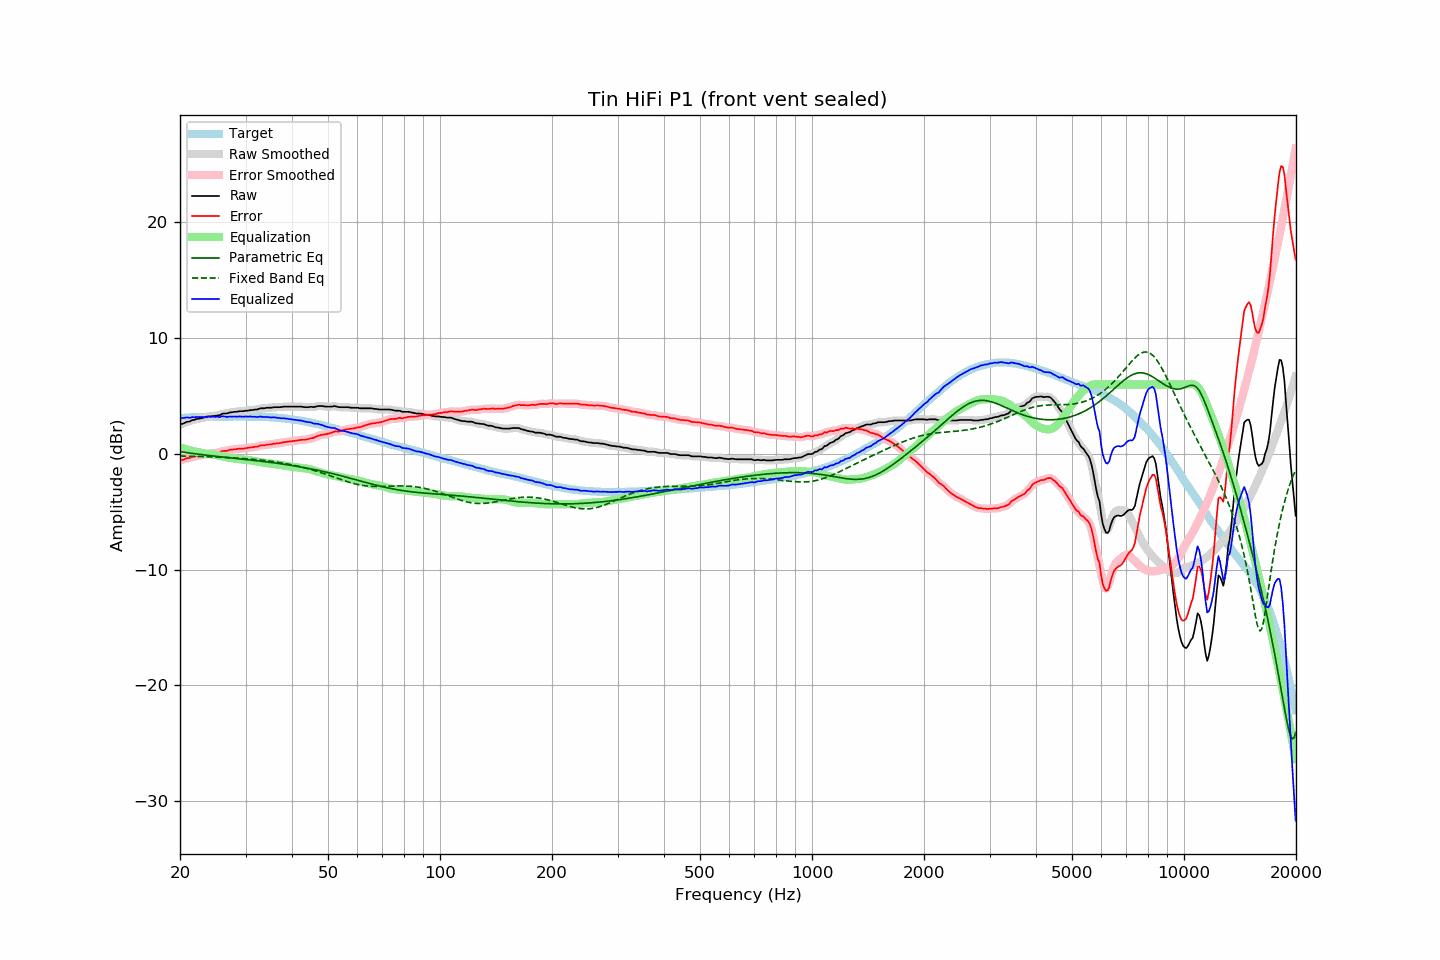 Tin HiFi P1 (front vent sealed)
Target
Raw Smoothed
Error Smoothed
Raw
Error
Equalization
Parametric Eq
Fixed Band Eq
Equalized
Amplitude (dBr)
20
10
0
−10
−20
−30
20 50 100 200 500 1000 2000 5000 10000 20000
Frequency (Hz)